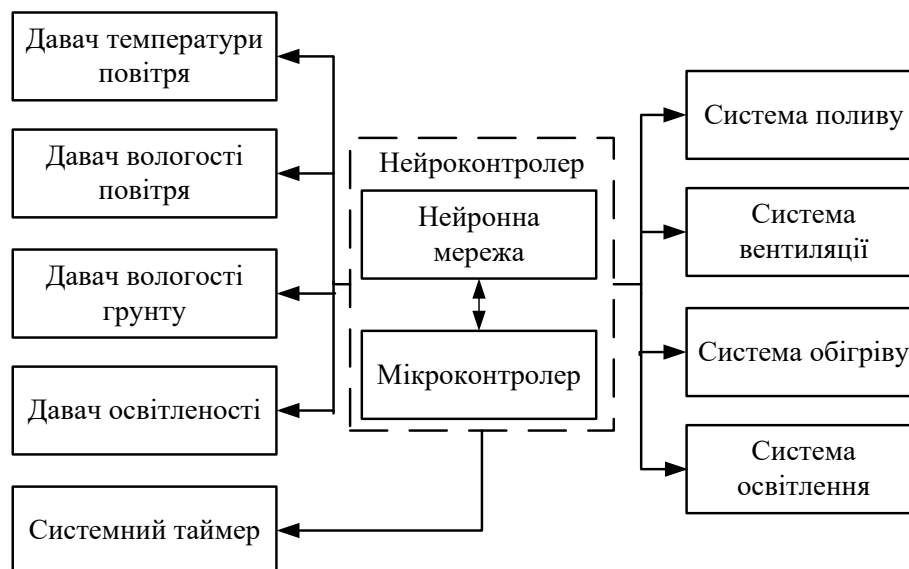 Давач температури
повітря
Давач вологості
повітря
Давач вологості
грунту
Давач освітленості
Системний таймер
Нейроконтролер
Нейронна
мережа
Мікроконтролер
Система поливу
Система
вентиляції
Система обігріву
Система
освітлення